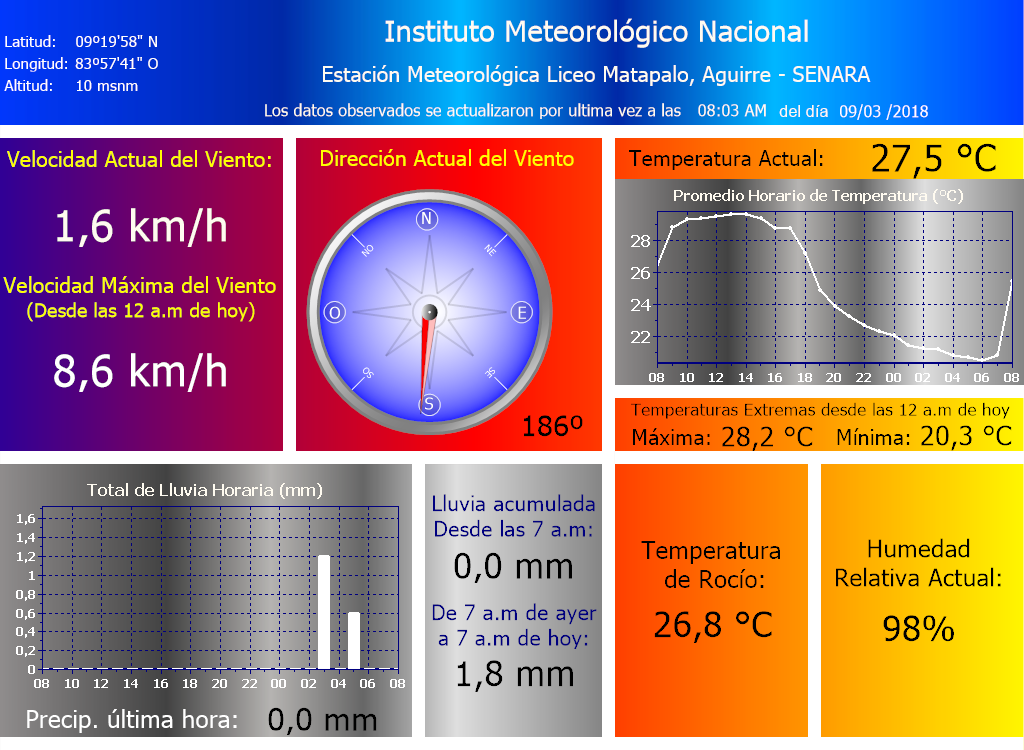 Instituto Meteorológico Nacional
Latitud: 09º19'58" N
Longitud: 83º57'41" O
Altitud: 10 msnm
Estación Meteorológica Liceo Matapalo, Aguirre - SENARA
Los datos observados se actualizaron por ultima vez a las 08:03 AM del día 09/03 /2018
Velocidad Actual del Viento:
1,6 km/h
Velocidad Máxima del Viento
(Desde las 12 a.m de hoy)
8,6 km/h
Dirección Actual del Viento
N
NO NE
O E
SO SE
S
186º
Temperatura Actual: 27,5 °C
Promedio Horario de Temperatura (°C)
28
26
24
22
08 10 12 14 16 18 20 22 00 02 04 06 08
Temperaturas Extremas desde las 12 a.m de hoy
Máxima: 28,2 °C Mínima: 20,3 °C
Total de Lluvia Horaria (mm)
1,6
1,4
1,2
1
0,8
0,6
0,4
0,2
0
08 10 12 14 16 18 20 22 00 02 04 06 08
Precip. última hora: 0,0 mm
Lluvia acumulada
Desde las 7 a.m:
0,0 mm
De 7 a.m de ayer
a 7 a.m de hoy:
1,8 mm
Temperatura
de Rocío:
26,8 °C
Humedad
Relativa Actual:
98%